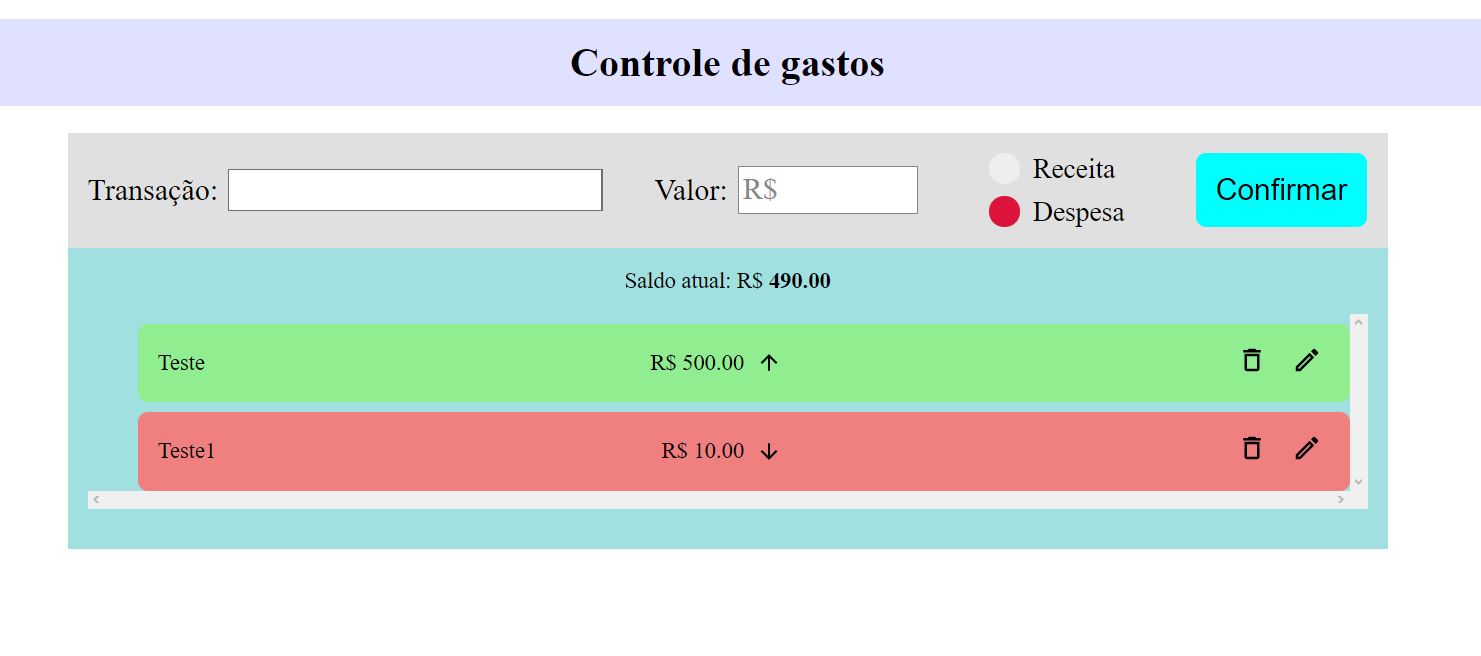 Controle de gastos
Transação:
Valor: R$
Receita
Despesa
Confirmar
Saldo atual: R$ 490.00
Teste R$ 500.00
Teste1 R$ 10.00